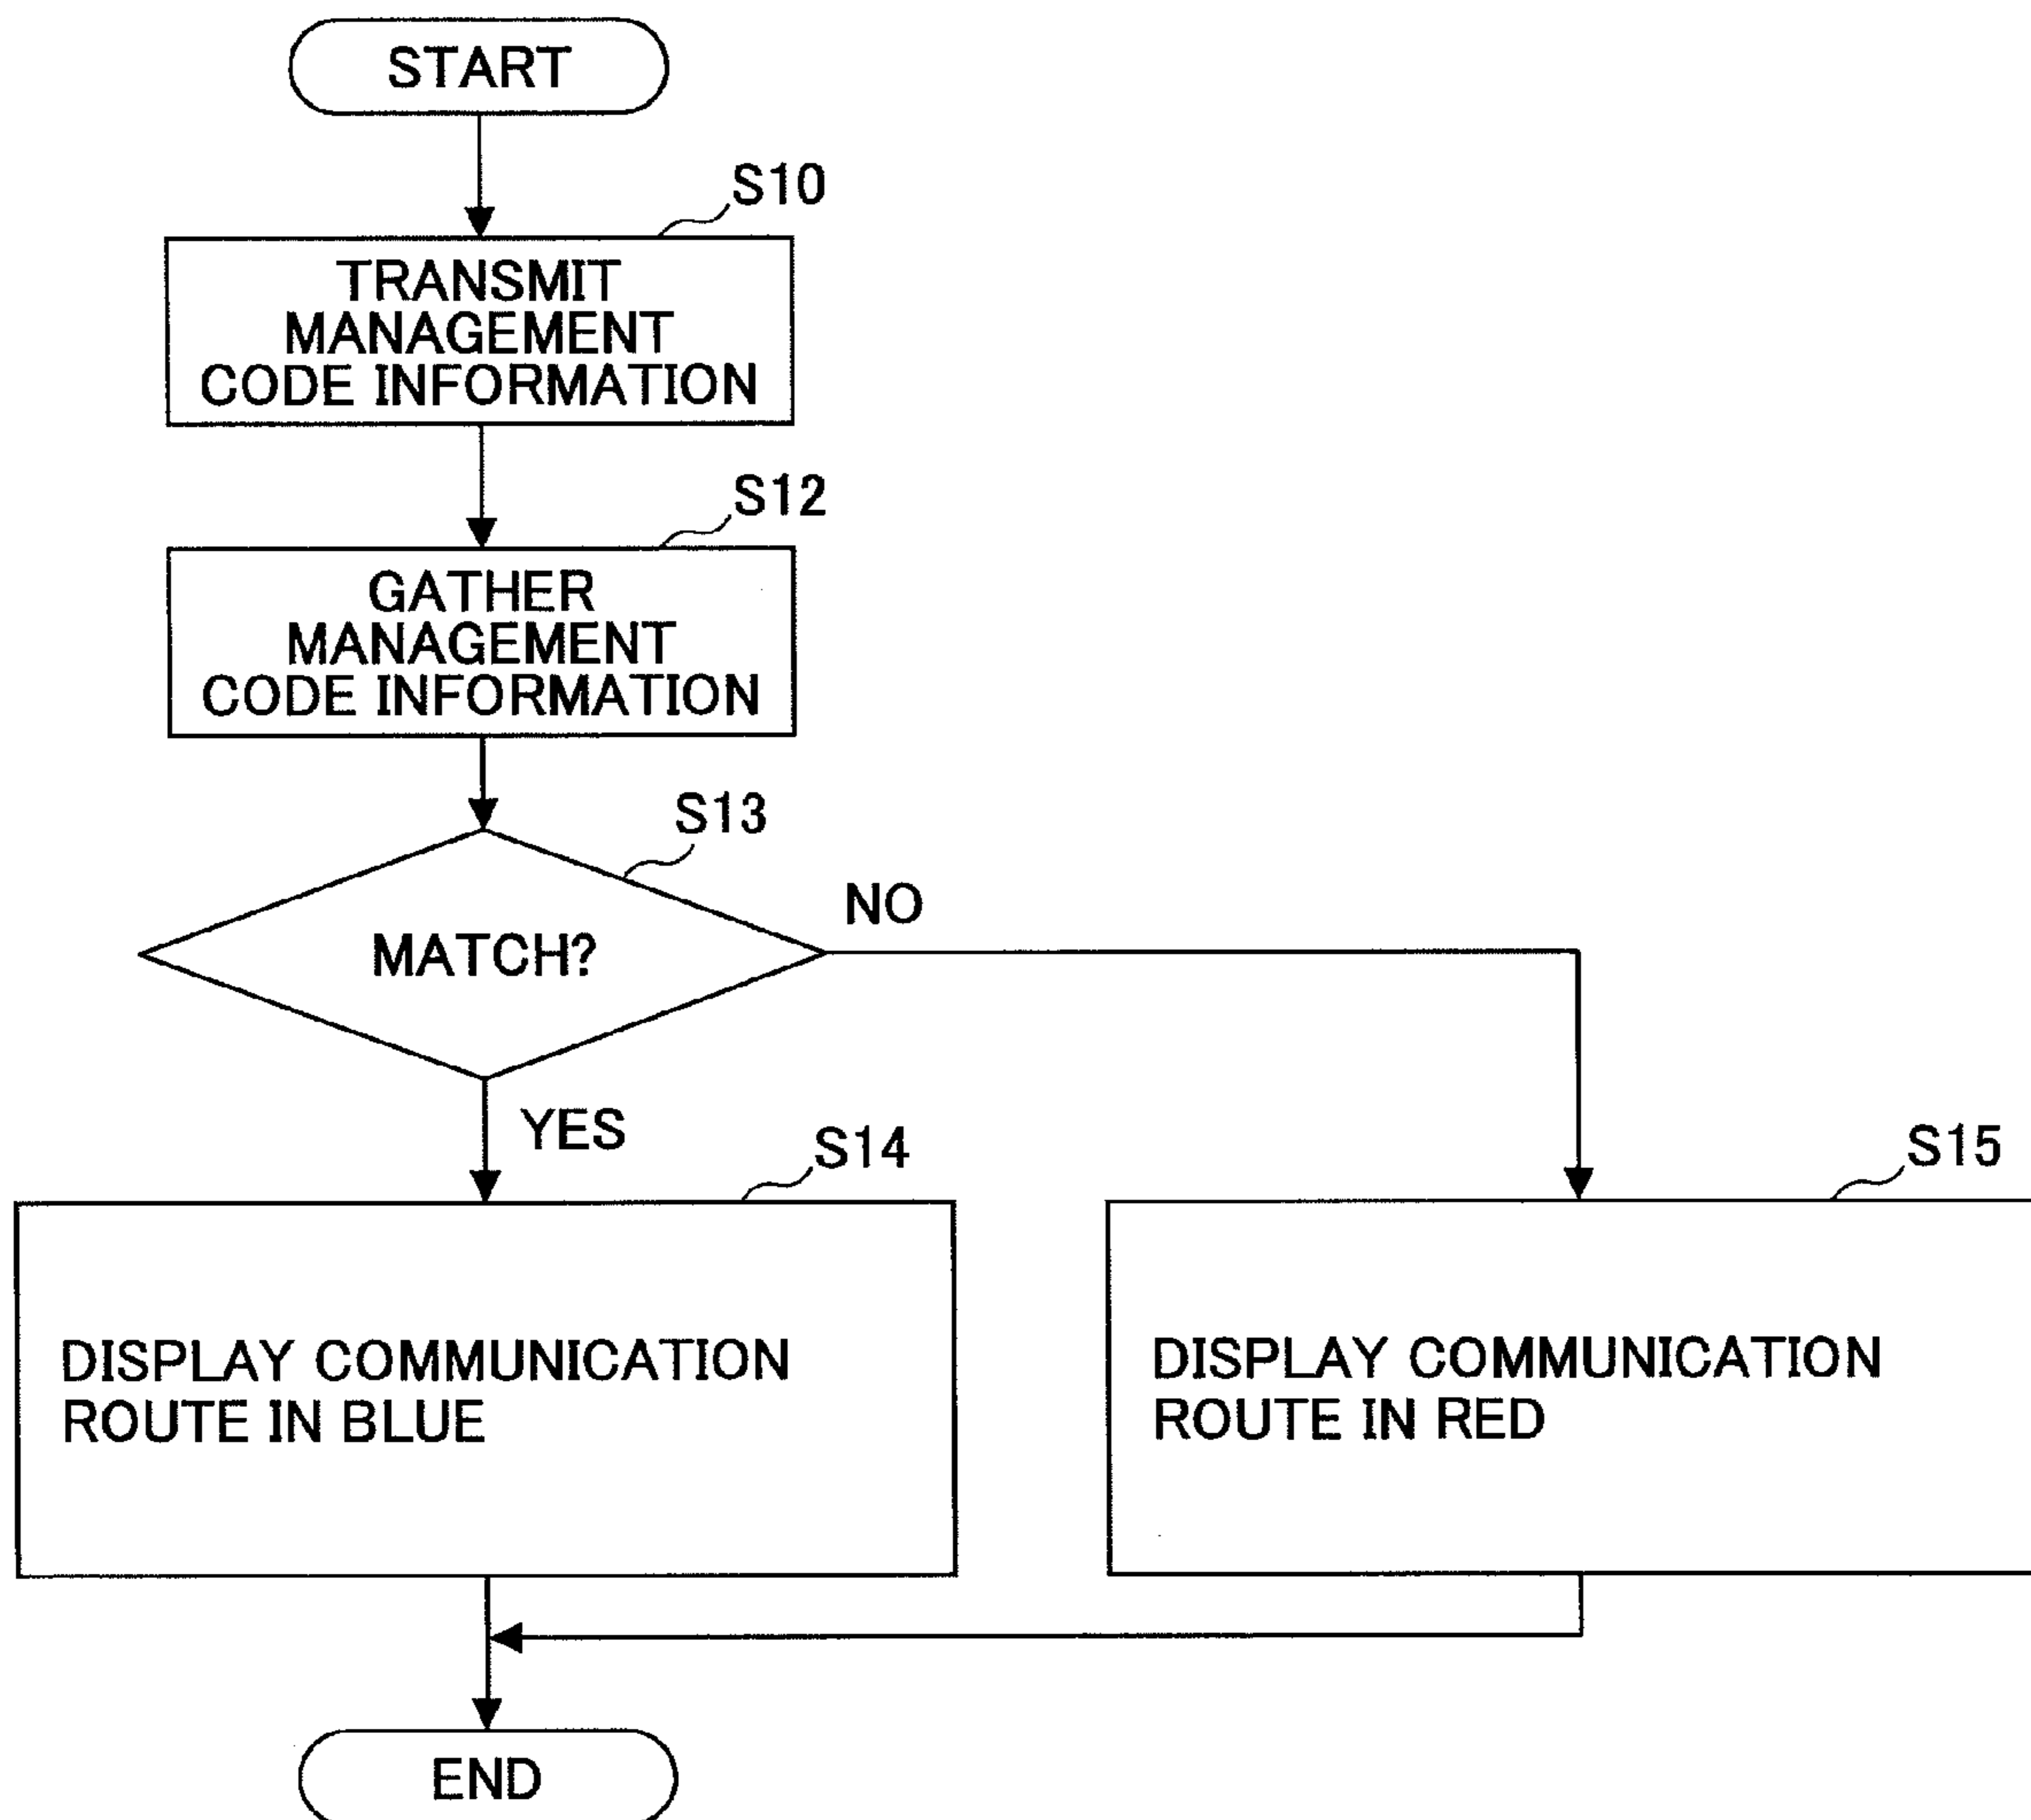 START
S10
TRANSMIT
MANAGEMENT
CODE INFORMATION
S12
GATHER
MANAGEMENT
CODE INFORMATION
S13
MATCH?
NO
YES
S14
DISPLAY COMMUNICATION
ROUTE IN BLUE
S15
DISPLAY COMMUNICATION
ROUTE IN RED
END